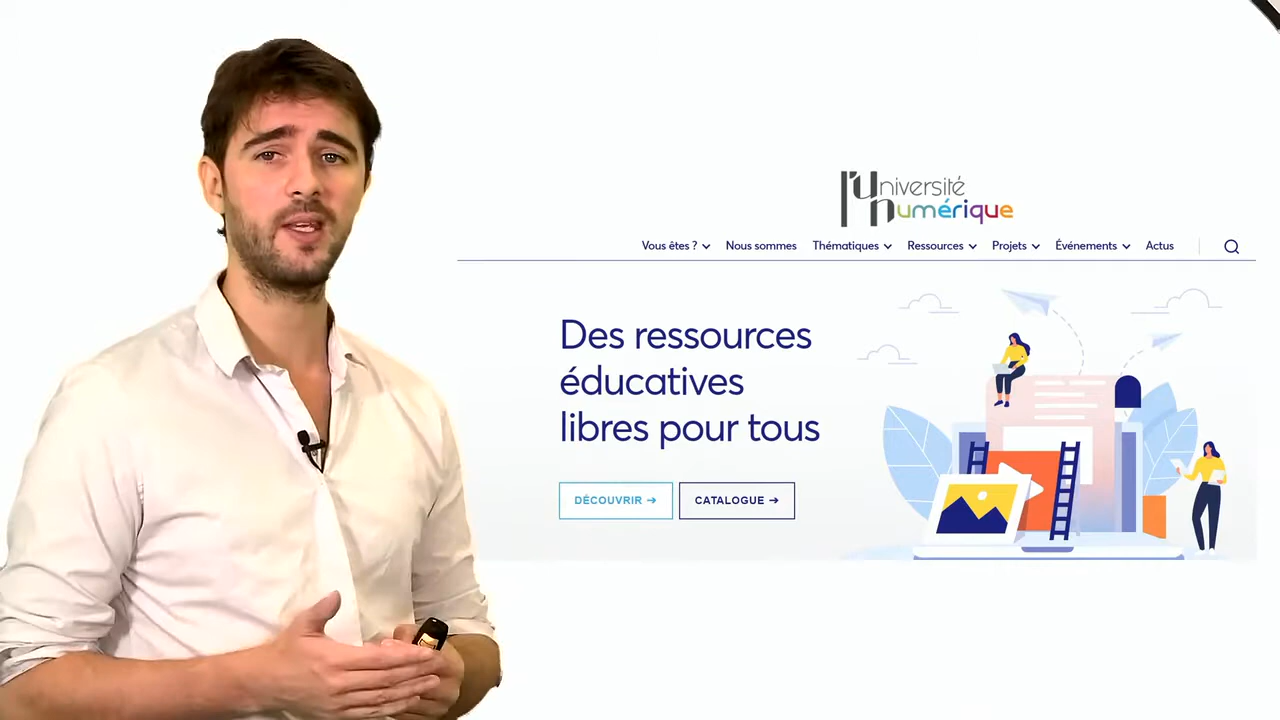 l'Université
numérique
Vous êtes ? Nous sommes Thématiques Ressources Projets Événements Actus
Des ressources
éducatives
libres pour tous
DÉCOUVRIR → CATALOGUE →